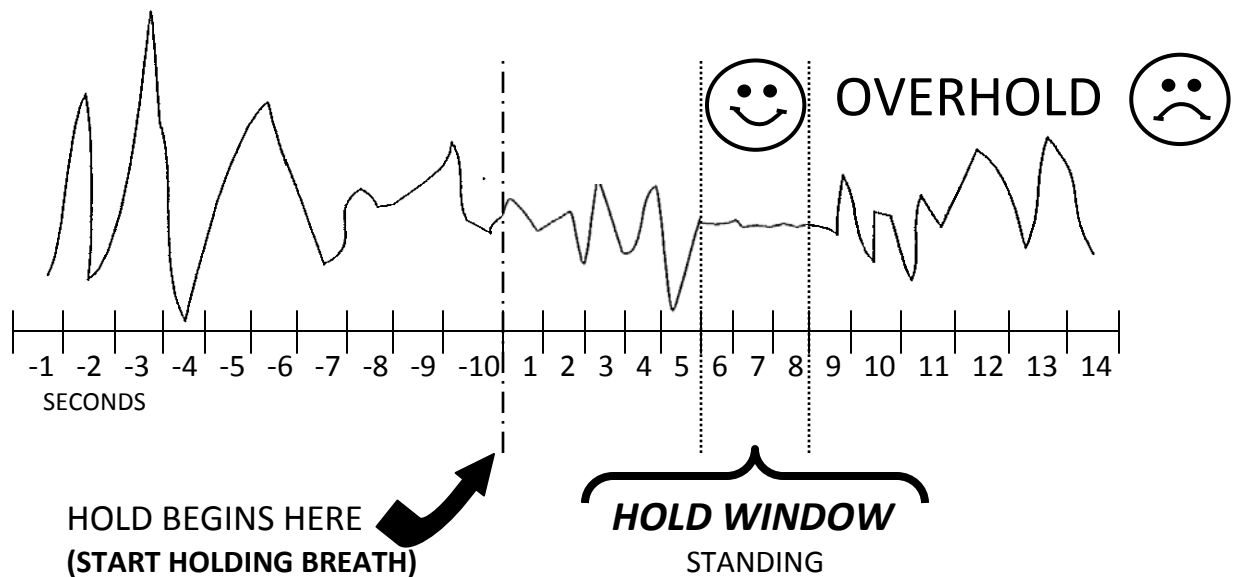 OVERHOLD
-1 -2 -3 -4 -5 -6 -7 -8 -9 -10 1 2 3 4 5 6 7 8 9 10 11 12 13 14
SECONDS
HOLD BEGINS HERE
(START HOLDING BREATH)
HOLD WINDOW
STANDING